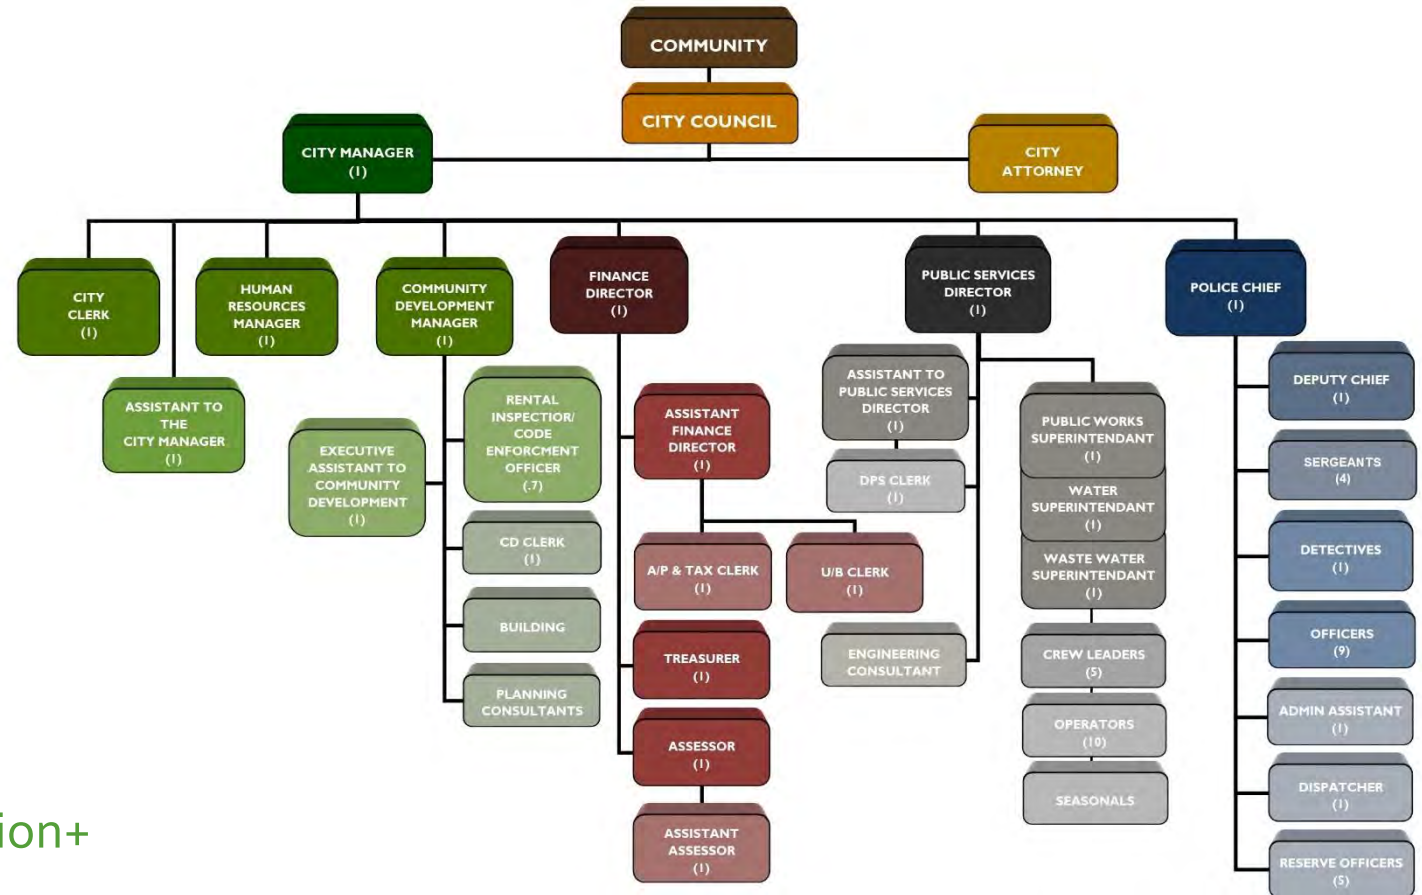 COMMUNITY
CITY COUNCIL
CITY MANAGER
(1)
CITY
ATTORNEY
CITY
CLERK
(1)
ASSISTANT TO
THE
CITY MANAGER
(1)
HUMAN
RESOURCES
MANAGER
(1)
COMMUNITY
DEVELOPMENT
MANAGER
(1)
EXECUTIVE
ASSISTANT TO
COMMUNITY
DEVELOPMENT
(1)
RENTAL
INSPECTIOR/
CODE
ENFORCMENT
OFFICER
(.7)
CD CLERK
(1)
BUILDING
PLANNING
CONSULTANTS
FINANCE
DIRECTOR
(1)
ASSISTANT
FINANCE
DIRECTOR
(1)
A/P & TAX CLERK
(1)
U/B CLERK
(1)
TREASURER
(1)
ASSESSOR
(1)
ASSISTANT
ASSESSOR
(1)
PUBLIC SERVICES
DIRECTOR
(1)
ASSISTANT TO
PUBLIC SERVICES
DIRECTOR
(1)
DPS CLERK
(1)
ENGINEERING
CONSULTANT
PUBLIC WORKS
SUPERINTENDANT
(1)
WATER
SUPERINTENDANT
(1)
WASTE WATER
SUPERINTENDANT
(1)
CREW LEADERS
(5)
OPERATORS
(10)
SEASONALS
POLICE CHIEF
(1)
DEPUTY CHIEF
(1)
SERGEANTS
(4)
DETECTIVES
(1)
OFFICERS
(9)
ADMIN ASSISTANT
(1)
DISPATCHER
(1)
RESERVE OFFICERS
(5)
ion+